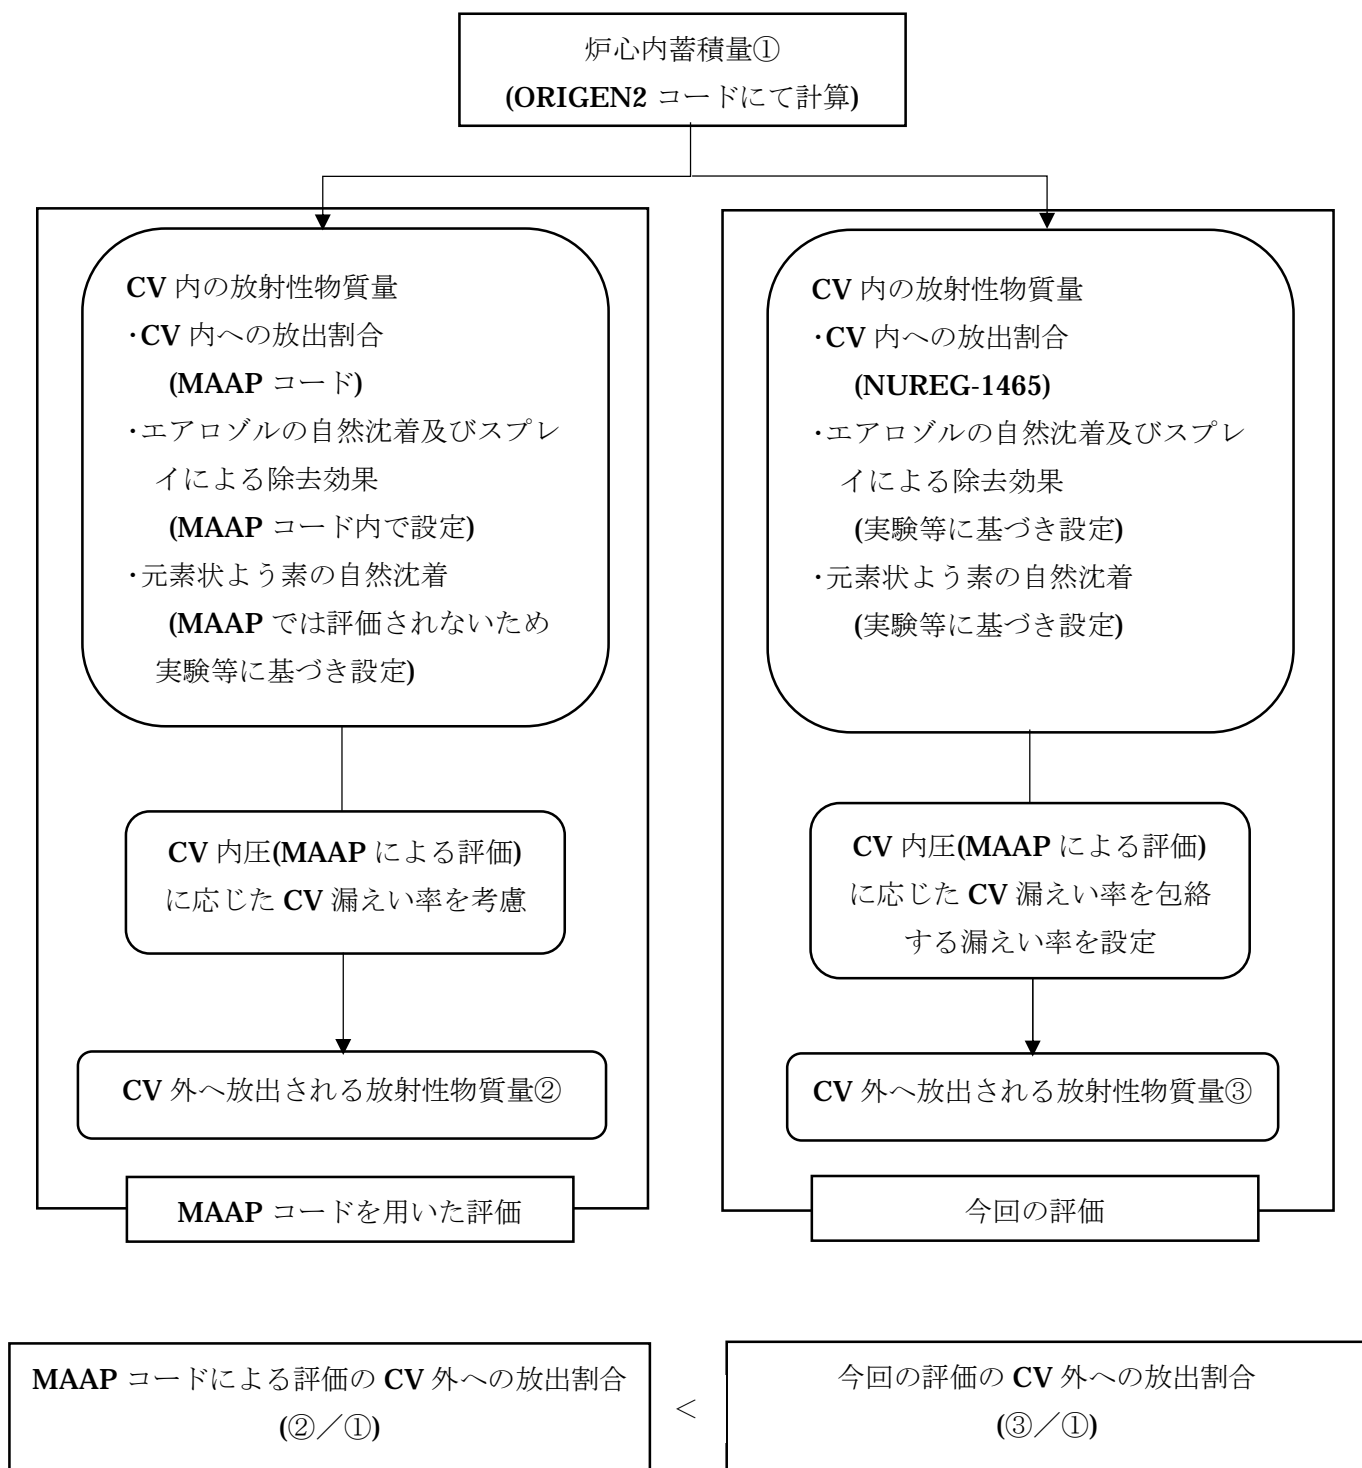 炉心内蓄積量①
(ORIGEN2 コードにて計算)
CV 内の放射性物質量
・CV 内への放出割合
(MAAP コード)
・エアロゾルの自然沈着及びスプレ
イによる除去効果
(MAAP コード内で設定)
・元素状よう素の自然沈着
(MAAP では評価されないため
実験等に基づき設定)
CV 内圧(MAAP による評価)
に応じた CV 漏えい率を考慮
CV 外へ放出される放射性物質量②
MAAP コードを用いた評価
CV 内の放射性物質量
・CV 内への放出割合
(NUREG-1465)
・エアロゾルの自然沈着及びスプレ
イによる除去効果
(実験等に基づき設定)
・元素状よう素の自然沈着
(実験等に基づき設定)
CV 内圧(MAAP による評価)
に応じた CV 漏えい率を包絡
する漏えい率を設定
CV 外へ放出される放射性物質量③
今回の評価
MAAP コードによる評価の CV 外への放出割合
(②／①)
＜
今回の評価の CV 外への放出割合
(③／①)